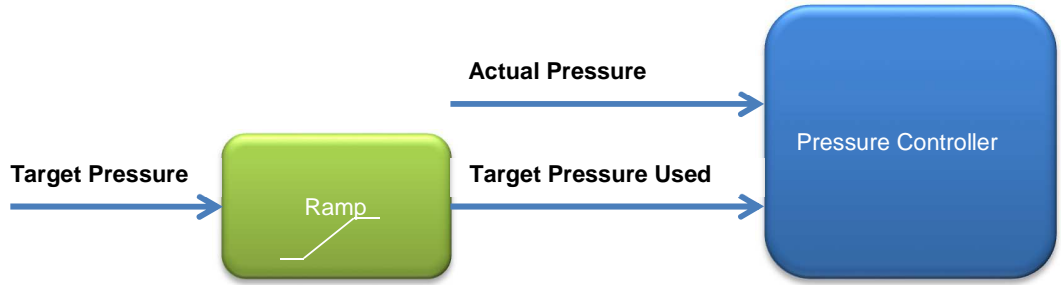 Actual Pressure
Pressure Controller
Target Pressure
Target Pressure Used
Ramp